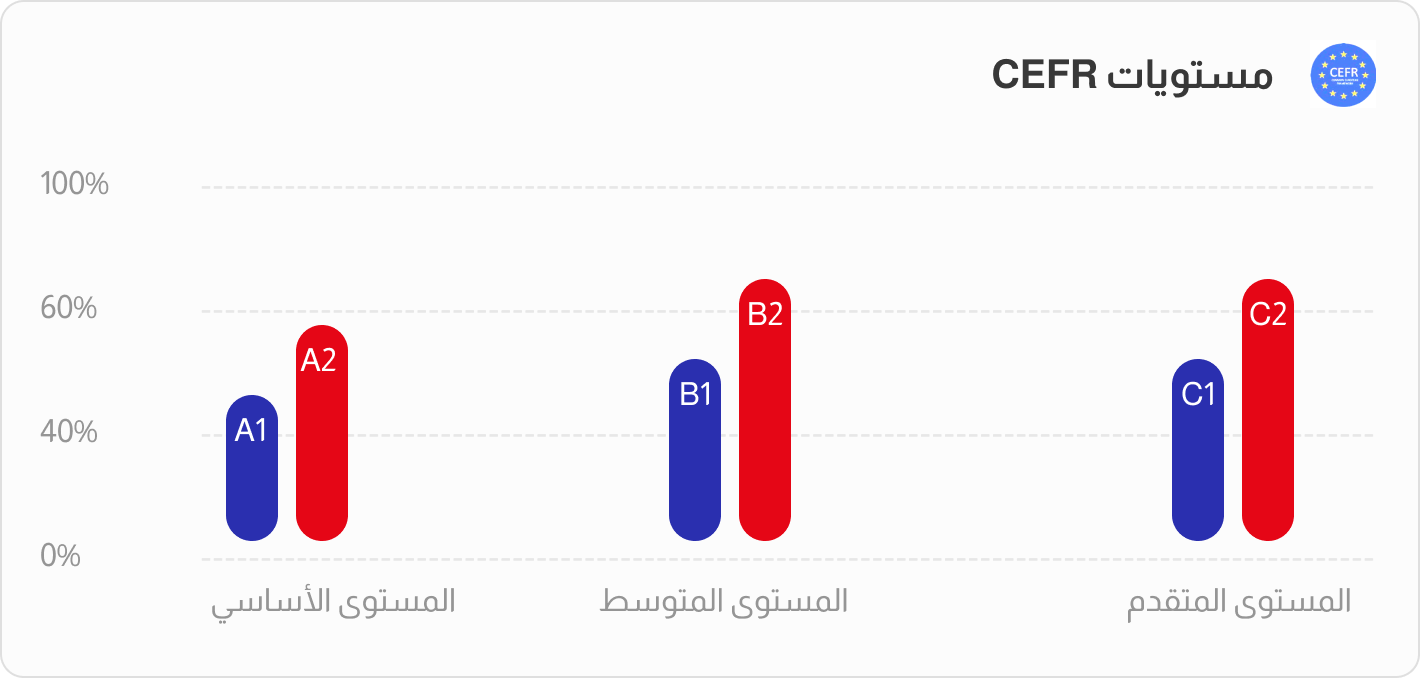 مستويات CEFR
CEFR
100%
60%
40%
0%
A1
A2
B1
B2
C1
C2
المستوى الأساسي
المستوى المتوسط
المستوى المتقدم